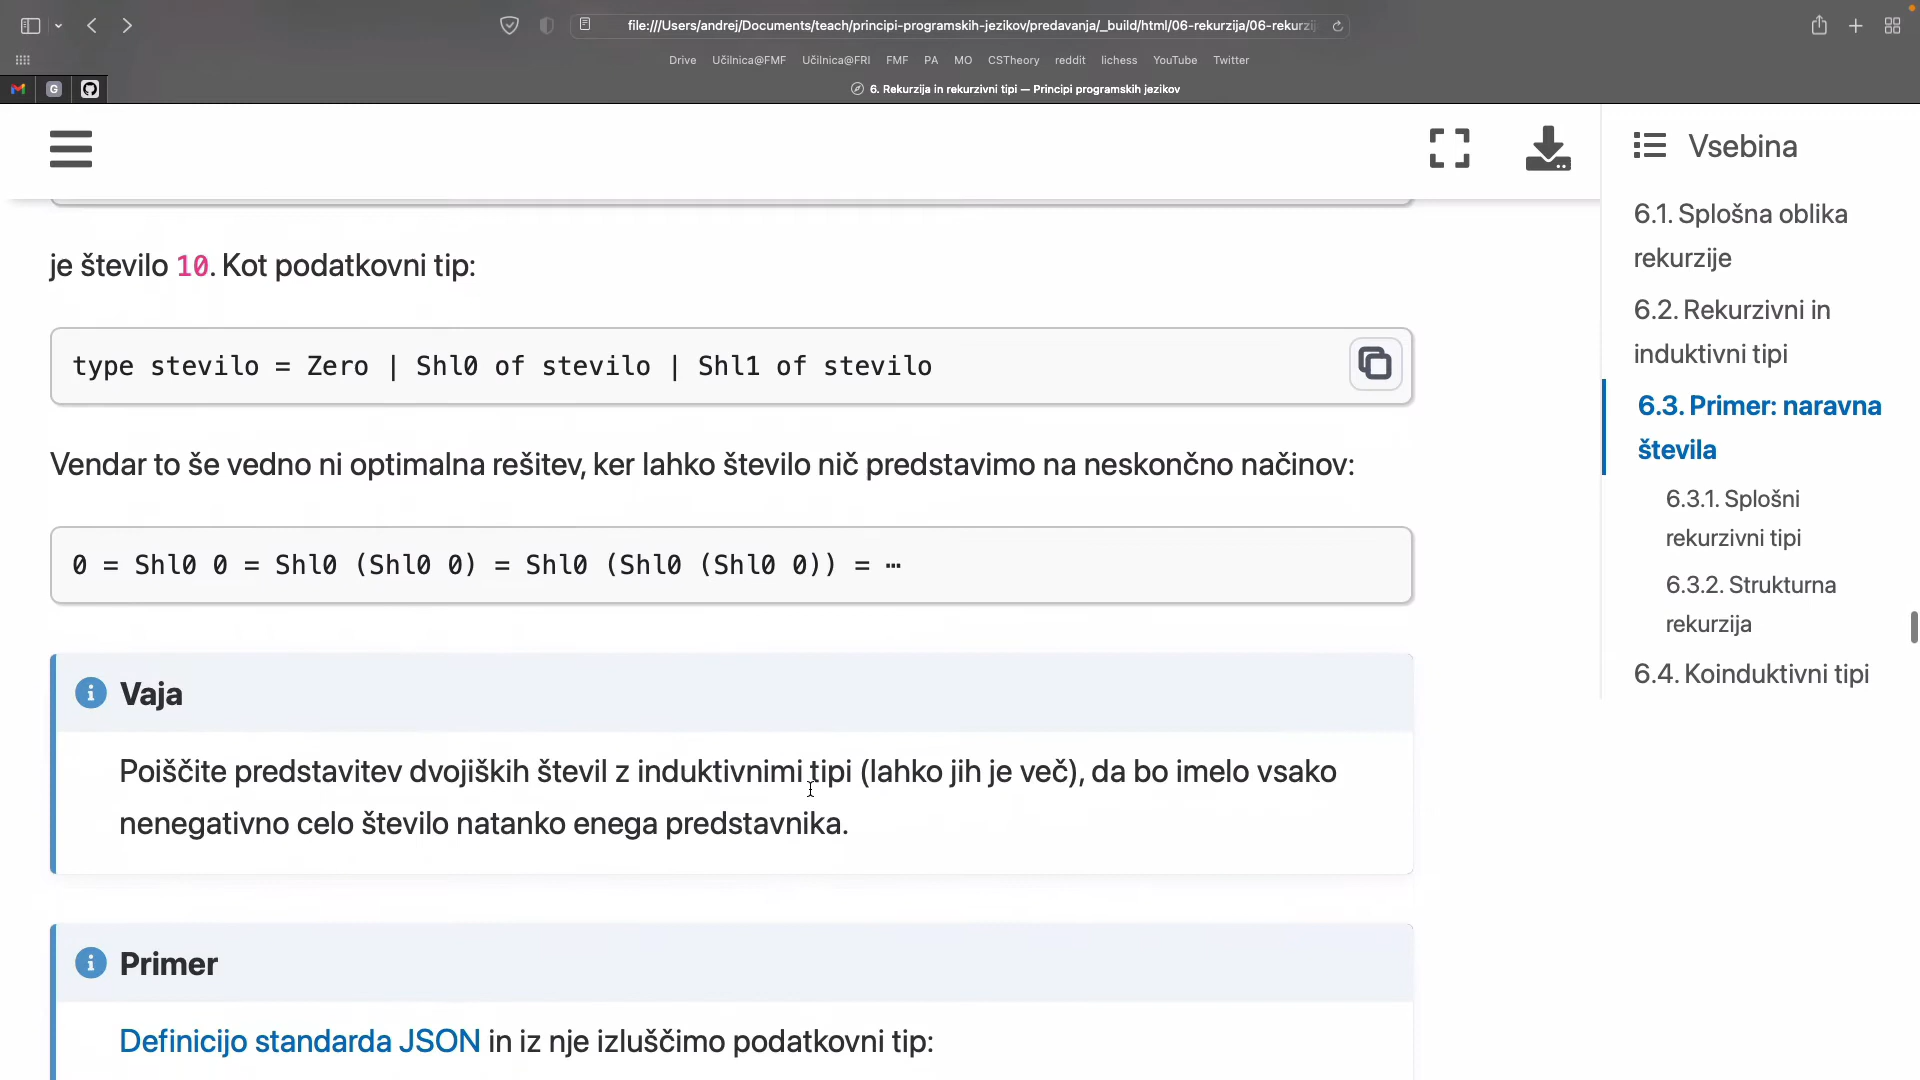 file:///Users/andrej/Documents/teach/principi-programskih-jezikov/predavanja/_build/html/06-rekurzija/06-rekurzi
Drive Učilnica@FMF Učilnica@FRI FMF PA MO CSTheory reddit lichess YouTube Twitter
G
6. Rekurzija in rekurzivni tipi — Principi programskih jezikov
je število 10. Kot podatkovni tip:
type stevilo = Zero | Shl0 of stevilo | Shl1 of stevilo
Vendar to še vedno ni optimalna rešitev, ker lahko število nič predstavimo na neskončno načinov:
0 = Shl0 0 = Shl0 (Shl0 0) = Shl0 (Shl0 (Shl0 0)) = ⋯
Vaja
Poiščite predstavitev dvojiških števil z induktivnimi tipi (lahko jih je več), da bo imelo vsako
nenegativno celo število natanko enega predstavnika.
Primer
Definicijo standarda JSON in iz nje izluščimo podatkovni tip:
Vsebina
6.1. Splošna oblika
rekurzije
6.2. Rekurzivni in
induktivni tipi
6.3. Primer: naravna
števila
6.3.1. Splošni
rekurzivni tipi
6.3.2. Strukturna
rekurzija
6.4. Koinduktivni tipi